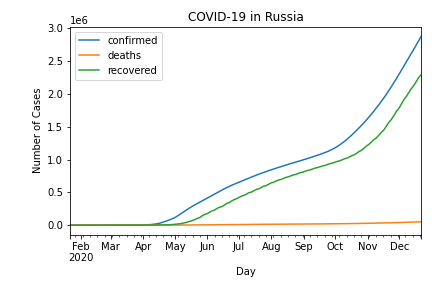 COVID-19 in Russia
1e6
3.0
2.5
2.0
1.5
1.0
0.5
0.0
Number of Cases
confirmed
deaths
recovered
Feb Mar Apr May Jun Jul Aug Sep Oct Nov Dec
2020
Day